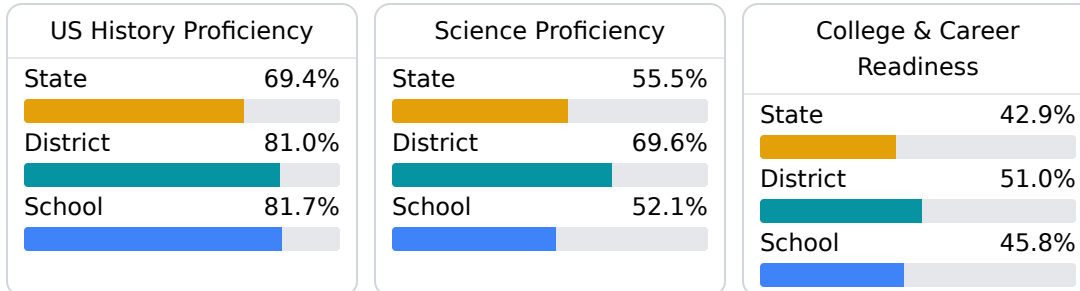 US History Proficiency
State 69.4%
District 81.0%
School 81.7%
Science Proficiency
State 55.5%
District 69.6%
School 52.1%
College & Career
Readiness
State 42.9%
District 51.0%
School 45.8%